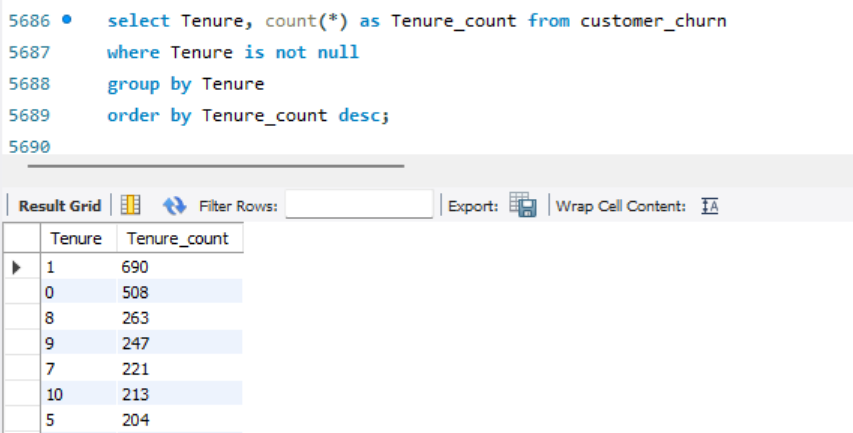 5686 select Tenure, count(*) as Tenure_count from customer_churn
5687 where Tenure is not null
5688 group by Tenure
5689 order by Tenure_count desc;
5690
Result Grid Filter Rows: Export: Wrap Cell Content: IA
Tenure Tenure_count
1 690
0 508
8 263
9 247
7 221
10 213
5 204